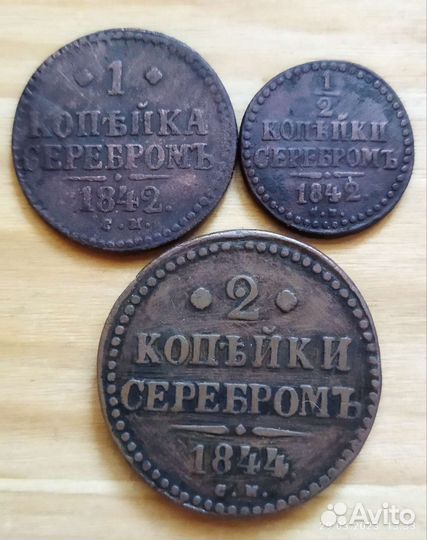 1
КОПѢЙКА
СЕРЕБРОМЪ
1842.
С.М.
1/2
КОПѢЙКИ
СЕРЕБРОМЪ
1842
2
КОПѢЙКИ
СЕРЕБРОМЪ
1844
С.М.
Avito